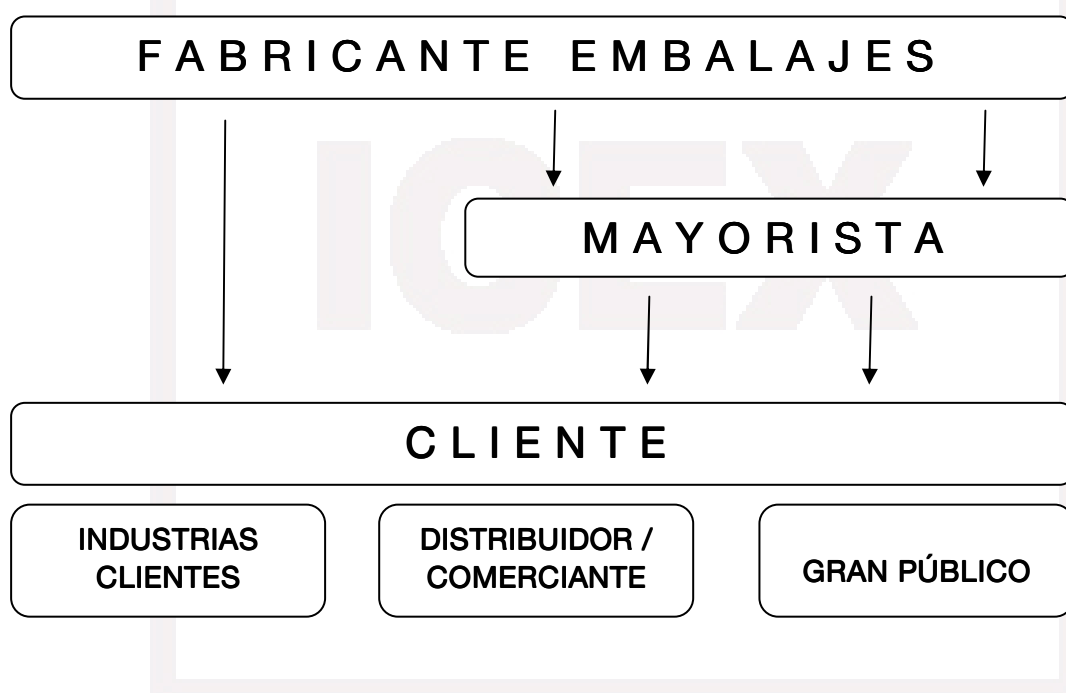 FABRICANTE EMBALAJES
ICEX
MAYORISTA
CLIENTE
INDUSTRIAS
CLIENTES
DISTRIBUIDOR /
COMERCIANTE
GRAN PÚBLICO